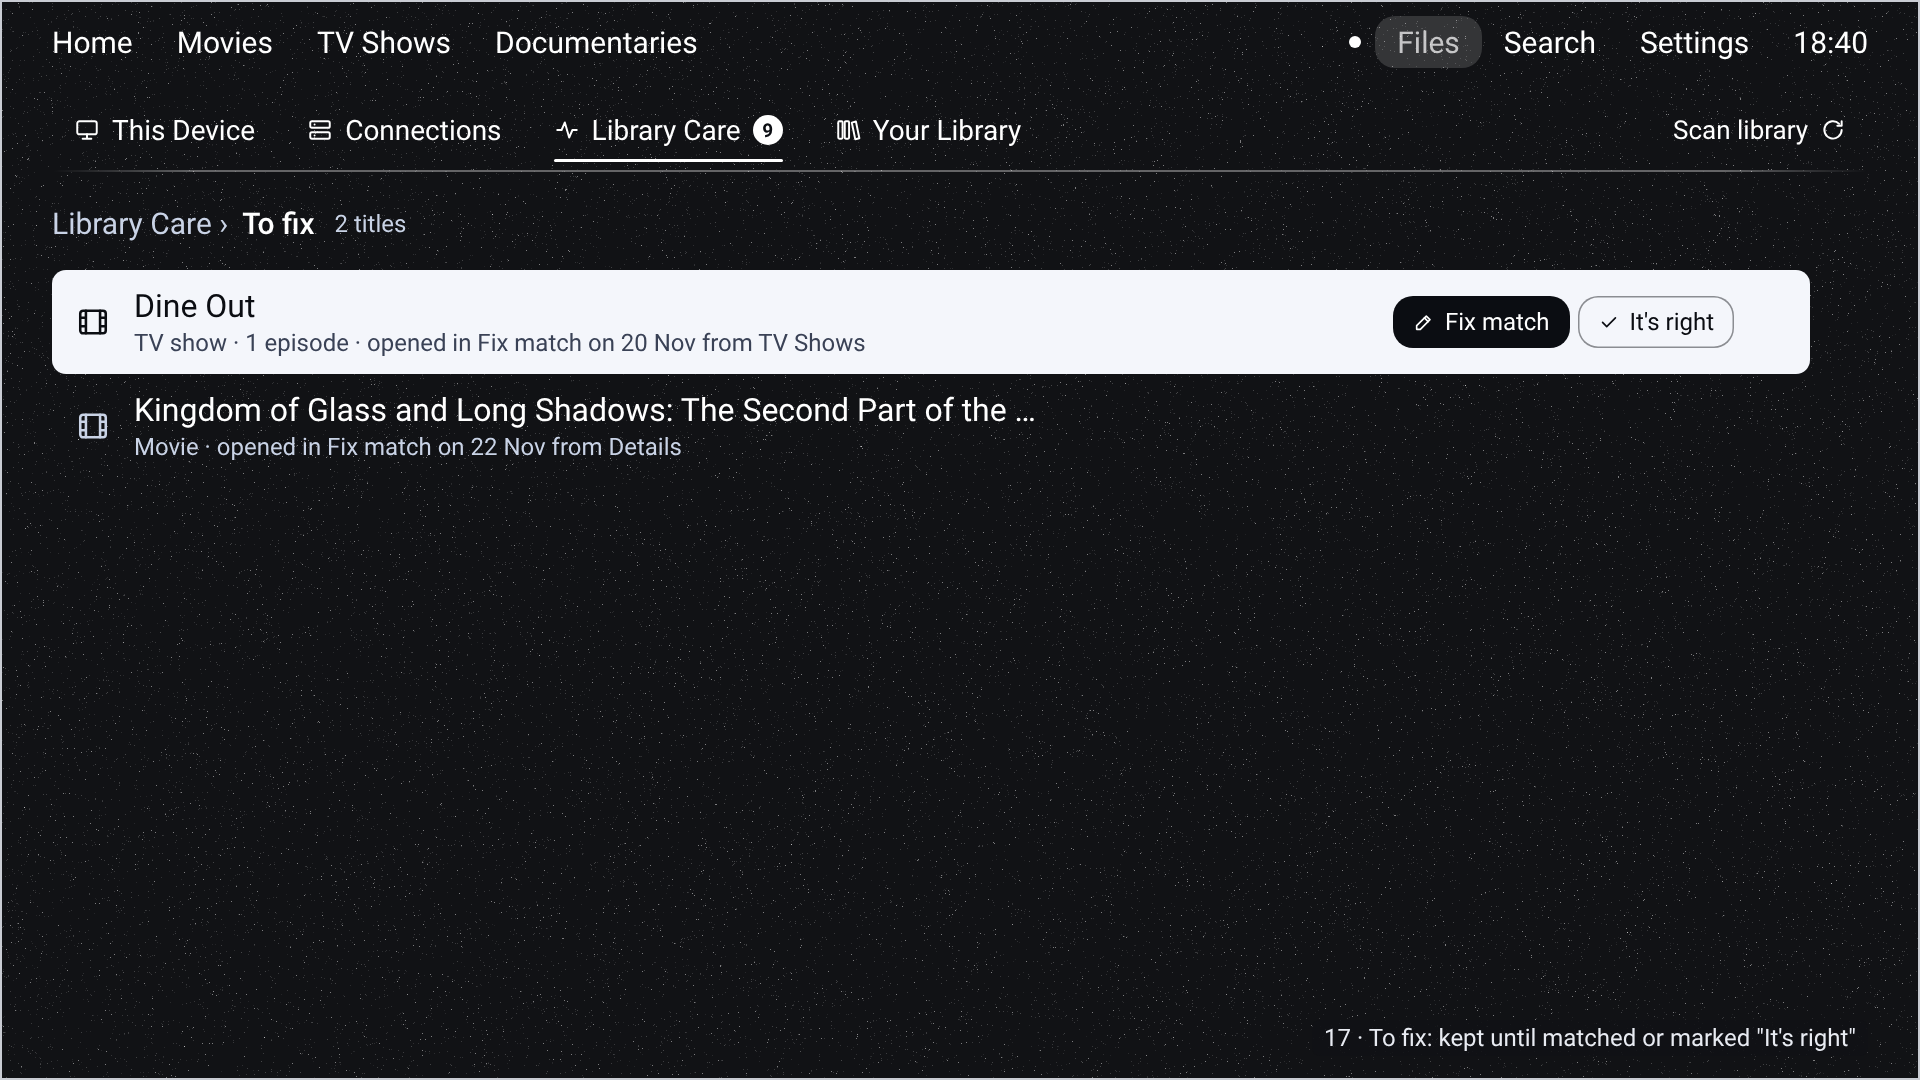 Home Movies TV Shows Documentaries Files Search Settings 18:40
This Device Connections Library Care 9 Your Library Scan library
Library Care › To fix 2 titles
Dine Out
TV show · 1 episode · opened in Fix match on 20 Nov from TV Shows
Fix match It's right
Kingdom of Glass and Long Shadows: The Second Part of the ...
Movie · opened in Fix match on 22 Nov from Details
17 · To fix: kept until matched or marked "It's right"